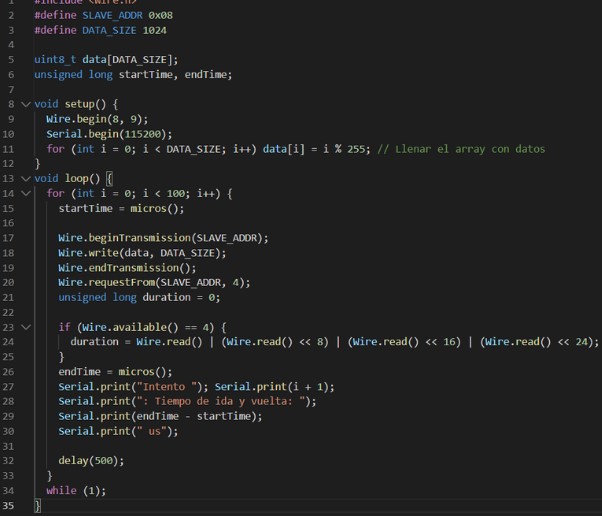 1 #include <Wire.h>
2 #define SLAVE_ADDR 0x08
3 #define DATA_SIZE 1024
4
5 uint8_t data[DATA_SIZE];
6 unsigned long startTime, endTime;
7
8 void setup() {
9   Wire.begin(8, 9);
10   Serial.begin(115200);
11   for (int i = 0; i < DATA_SIZE; i++) data[i] = i % 255; // Llenar el array con datos
12 }
13 void loop() {
14   for (int i = 0; i < 100; i++) {
15     startTime = micros();
16
17     Wire.beginTransmission(SLAVE_ADDR);
18     Wire.write(data, DATA_SIZE);
19     Wire.endTransmission();
20     Wire.requestFrom(SLAVE_ADDR, 4);
21     unsigned long duration = 0;
22
23     if (Wire.available() == 4) {
24       duration = Wire.read() | (Wire.read() << 8) | (Wire.read() << 16) | (Wire.read() << 24);
25     }
26     endTime = micros();
27     Serial.print("Intento "); Serial.print(i + 1);
28     Serial.print(": Tiempo de ida y vuelta: ");
29     Serial.print(endTime - startTime);
30     Serial.print(" us");
31
32     delay(500);
33   }
34   while (1);
35 }